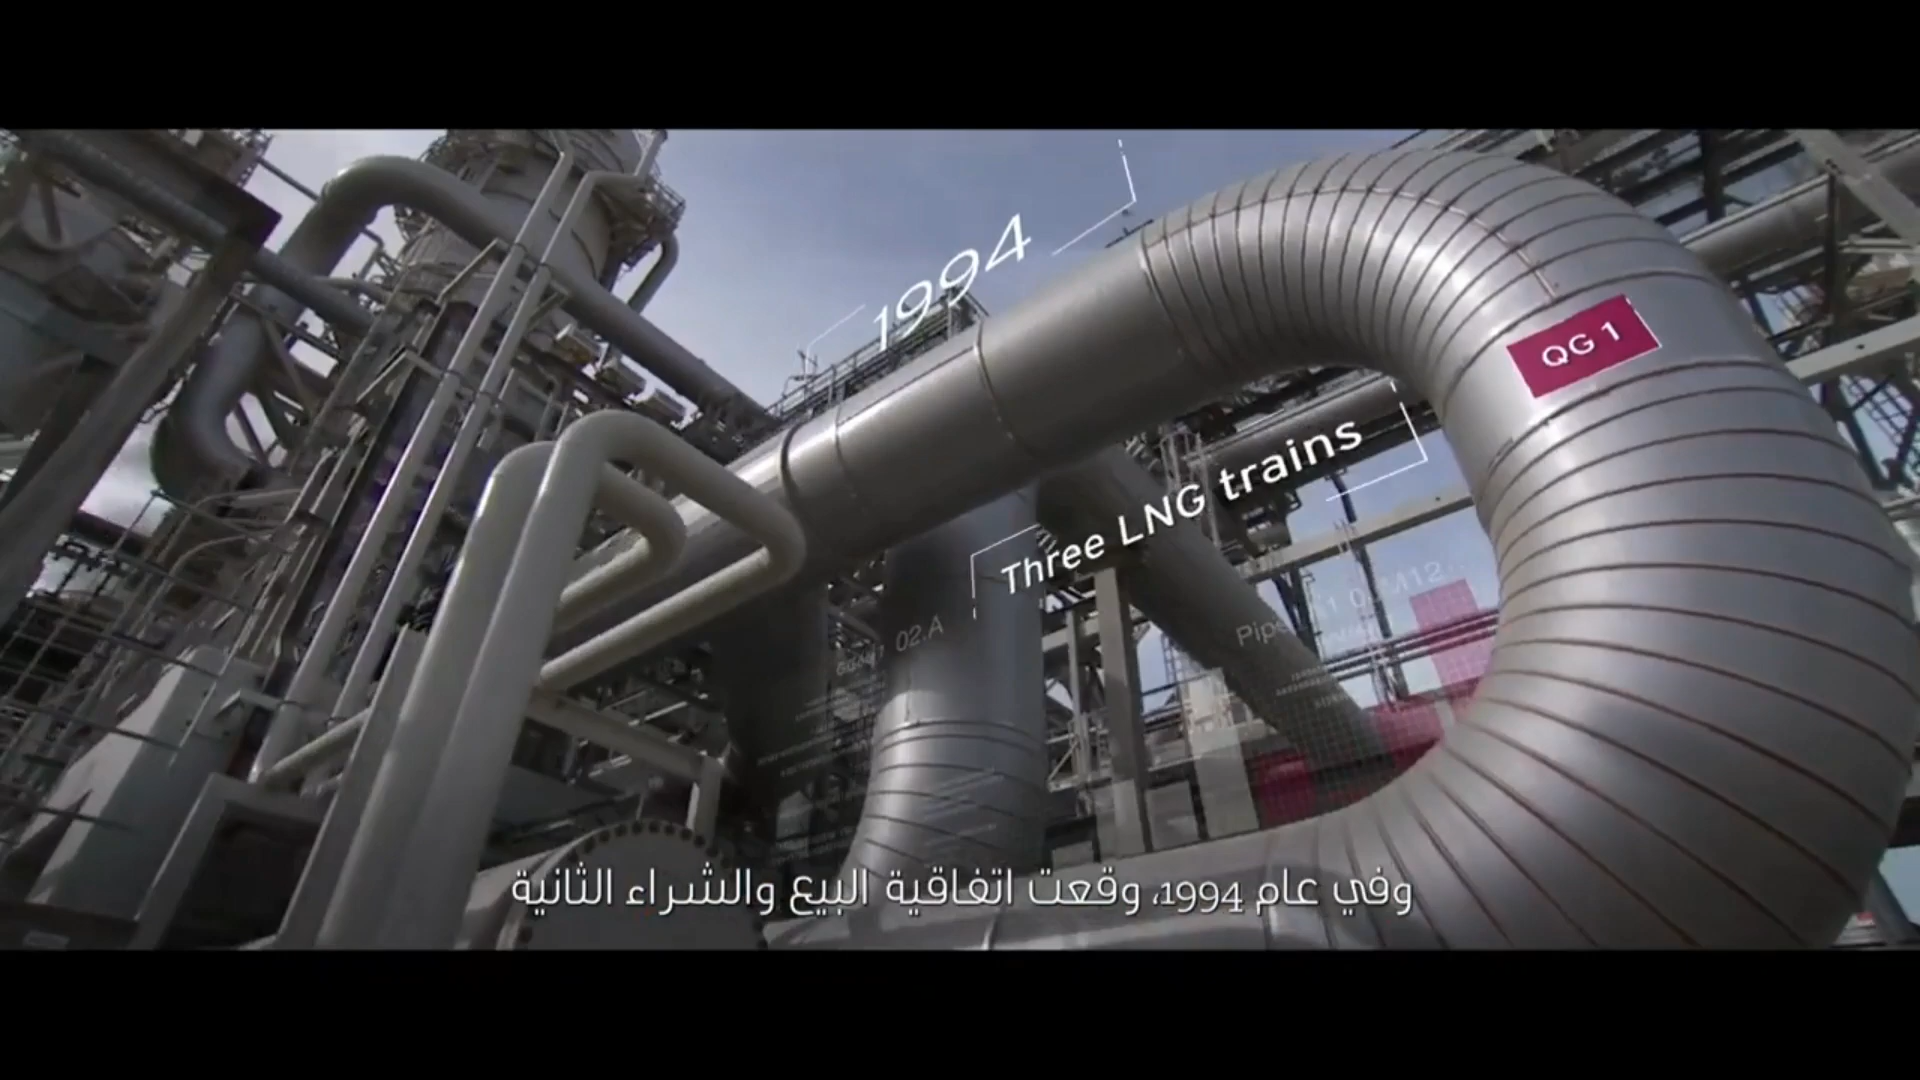 1994
QG 1
Three LNG trains
02.A
وفي عام 1994، وقعت اتفاقية البيع والشراء الثانية